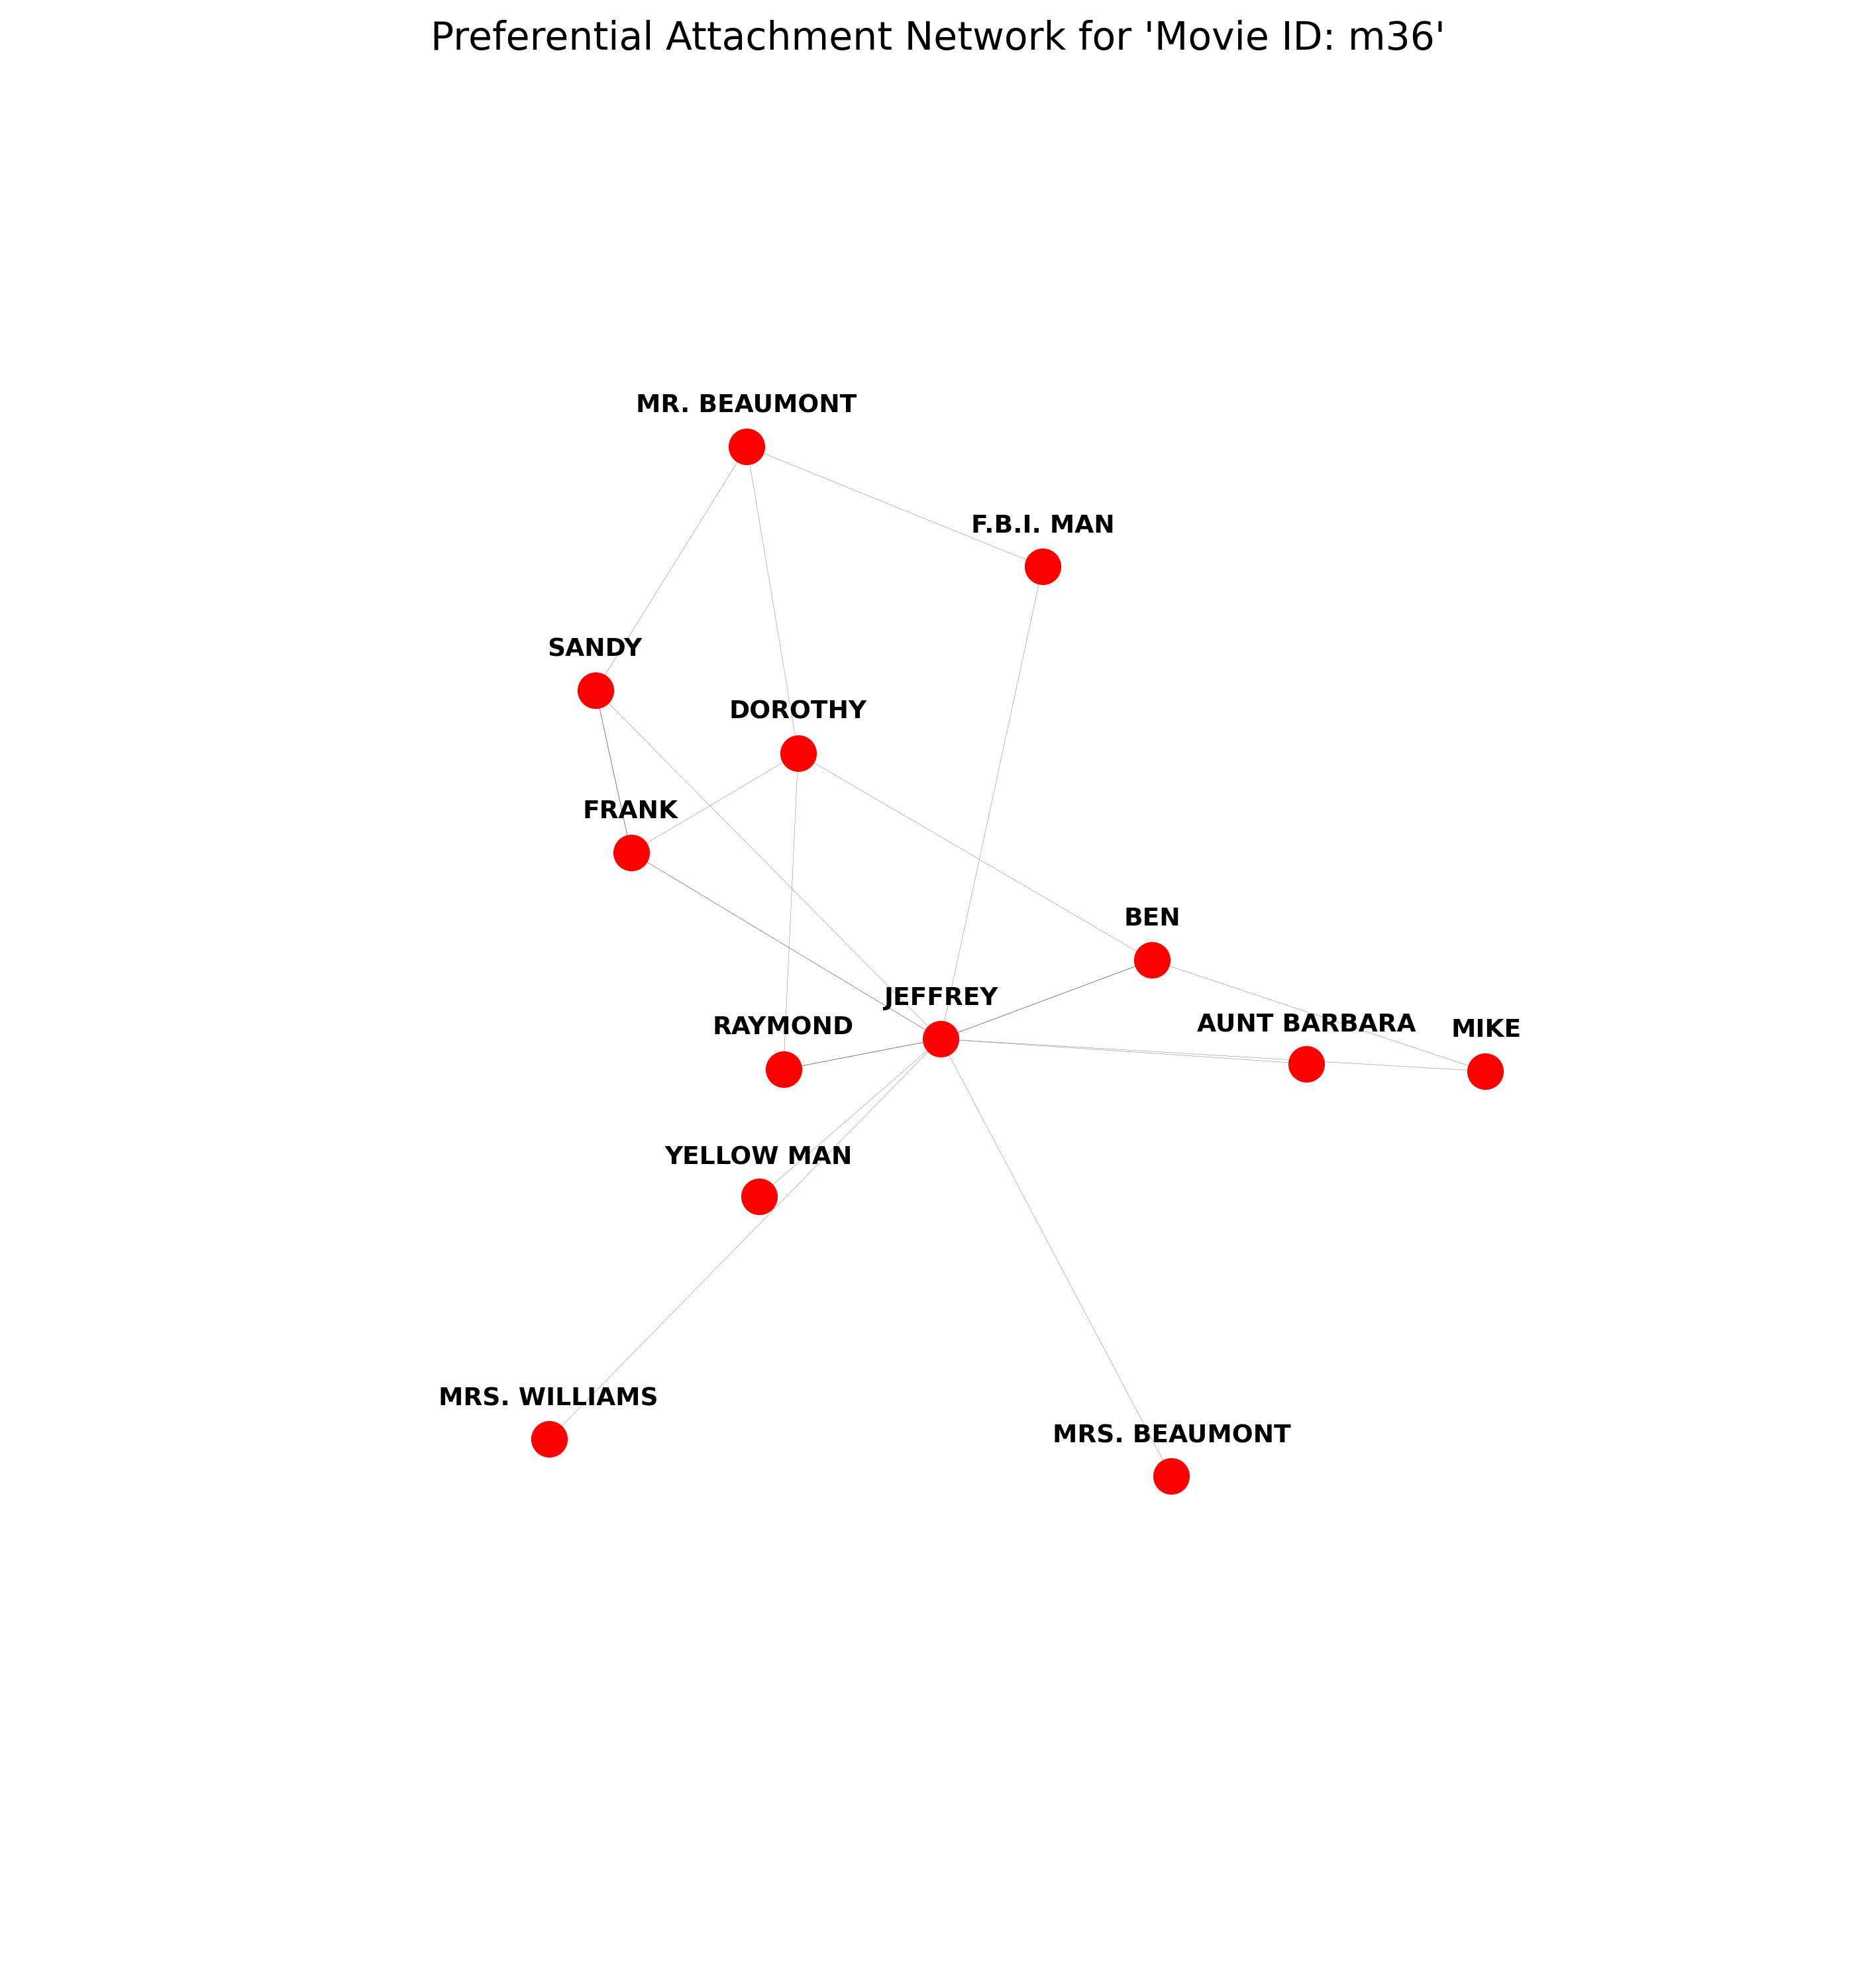 Preferential Attachment Network for 'Movie ID: m36'
MR. BEAUMONT
F.B.I. MAN
SANDY
DOROTHY
FRANK
BEN
JEFFREY
RAYMOND
AUNT BARBARA
MIKE
YELLOW MAN
MRS. WILLIAMS
MRS. BEAUMONT